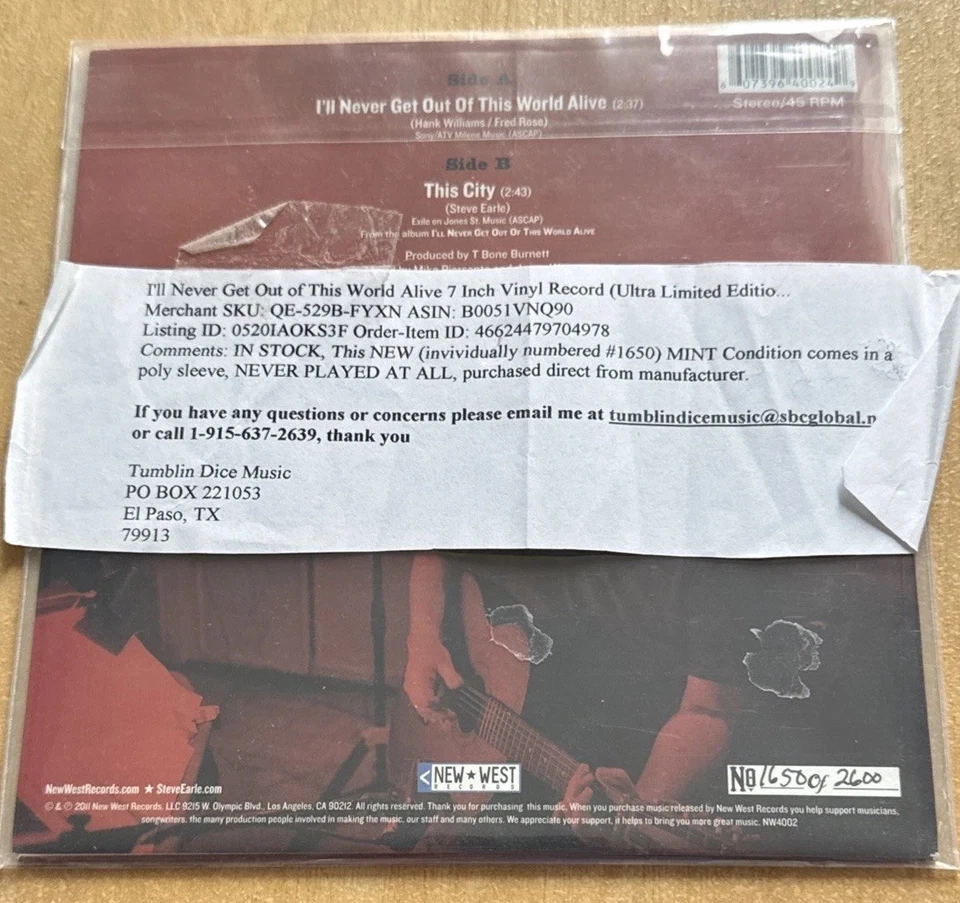 Side A
6 07396 40024 9
I'll Never Get Out Of This World Alive (2:37)
Stereo/45 RPM
(Hank Williams / Fred Rose)
Sony/ATV Milene Music (ASCAP)
Side B
This City (2:43)
(Steve Earle)
Exile on Jones St. Music (ASCAP)
From the album I'll Never Get Out Of This World Alive
Produced by T Bone Burnett
I'll Never Get Out of This World Alive 7 Inch Vinyl Record (Ultra Limited Editio...
Merchant SKU: QE-529B-FYXN ASIN: B0051VNQ90
Listing ID: 0520IAOKS3F Order-Item ID: 46624479704978
Comments: IN STOCK, This NEW (invividually numbered #1650) MINT Condition comes in a
poly sleeve, NEVER PLAYED AT ALL, purchased direct from manufacturer.
If you have any questions or concerns please email me at tumblindicemusic@sbcglobal.n
or call 1-915-637-2639, thank you
Tumblin Dice Music
PO BOX 221053
El Paso, TX
79913
NEW★WEST
RECORDS
No 1650 of 2600
NewWestRecords.com ★ SteveEarle.com
© & ℗ 2011 New West Records, LLC 9215 W. Olympic Blvd., Los Angeles, CA 90212. All rights reserved. Thank you for purchasing this music. When you purchase music released by New West Records you help support musicians,
songwriters, the many production people involved in making the music, our staff and many others. We appreciate your support, it helps to bring you more great music. NW4002